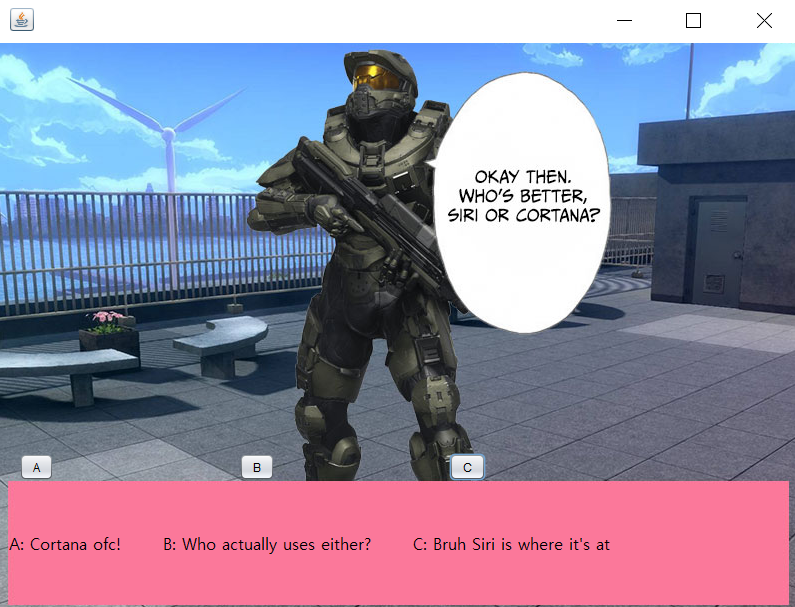 OKAY THEN.
WHO'S BETTER,
SIRI OR CORTANA?
A B C
A: Cortana ofc! B: Who actually uses either? C: Bruh Siri is where it's at